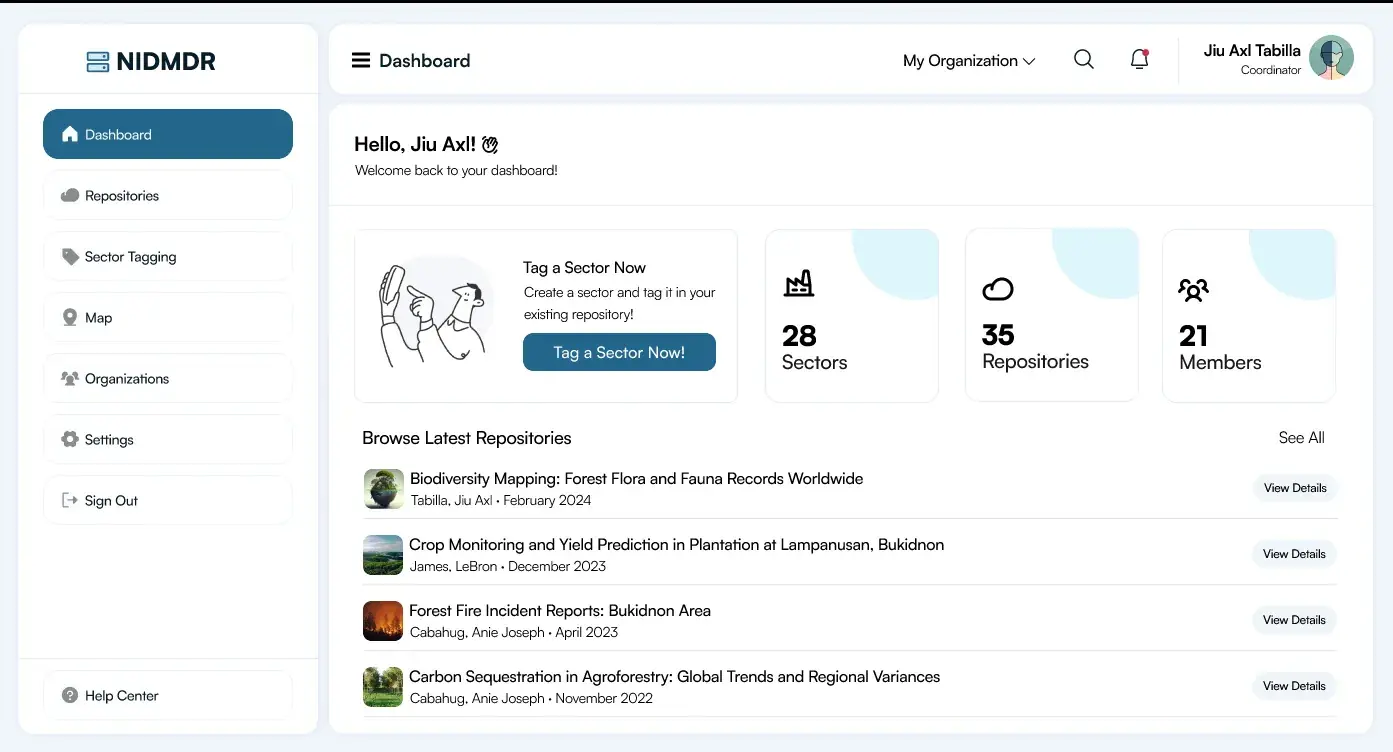 NIDMDR
Dashboard
Repositories
Sector Tagging
Map
Organizations
Settings
Sign Out
Help Center
Dashboard
My Organization
Jiu Axl Tabilla
Coordinator
Hello, Jiu Axl!
Welcome back to your dashboard!
Tag a Sector Now
Create a sector and tag it in your
existing repository!
Tag a Sector Now!
28
Sectors
35
Repositories
21
Members
Browse Latest Repositories
See All
Biodiversity Mapping: Forest Flora and Fauna Records Worldwide
Tabilla, Jiu Axl • February 2024
View Details
Crop Monitoring and Yield Prediction in Plantation at Lampanusan, Bukidnon
James, LeBron • December 2023
View Details
Forest Fire Incident Reports: Bukidnon Area
Cabahug, Anie Joseph • April 2023
View Details
Carbon Sequestration in Agroforestry: Global Trends and Regional Variances
Cabahug, Anie Joseph • November 2022
View Details